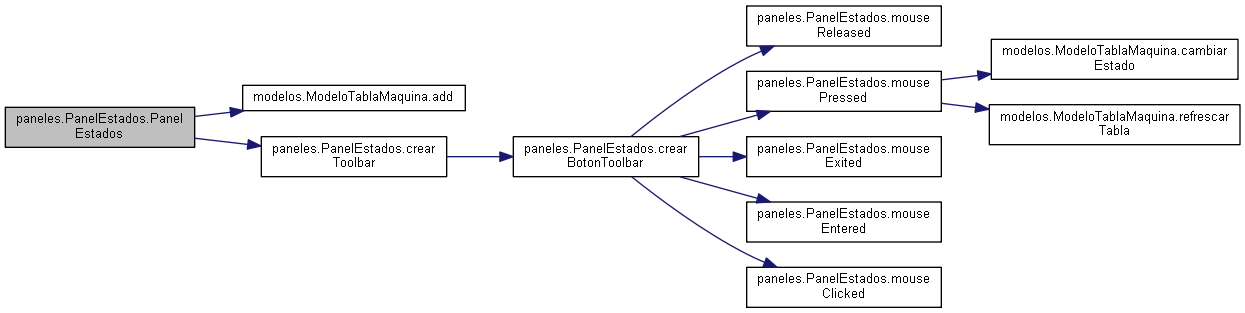 paneles.PanelEstados.Panel
Estados
modelos.ModeloTablaMaquina.add
paneles.PanelEstados.crear
Toolbar
paneles.PanelEstados.crear
BotonToolbar
paneles.PanelEstados.mouse
Released
paneles.PanelEstados.mouse
Pressed
paneles.PanelEstados.mouse
Exited
paneles.PanelEstados.mouse
Entered
paneles.PanelEstados.mouse
Clicked
modelos.ModeloTablaMaquina.cambiar
Estado
modelos.ModeloTablaMaquina.refrescar
Tabla